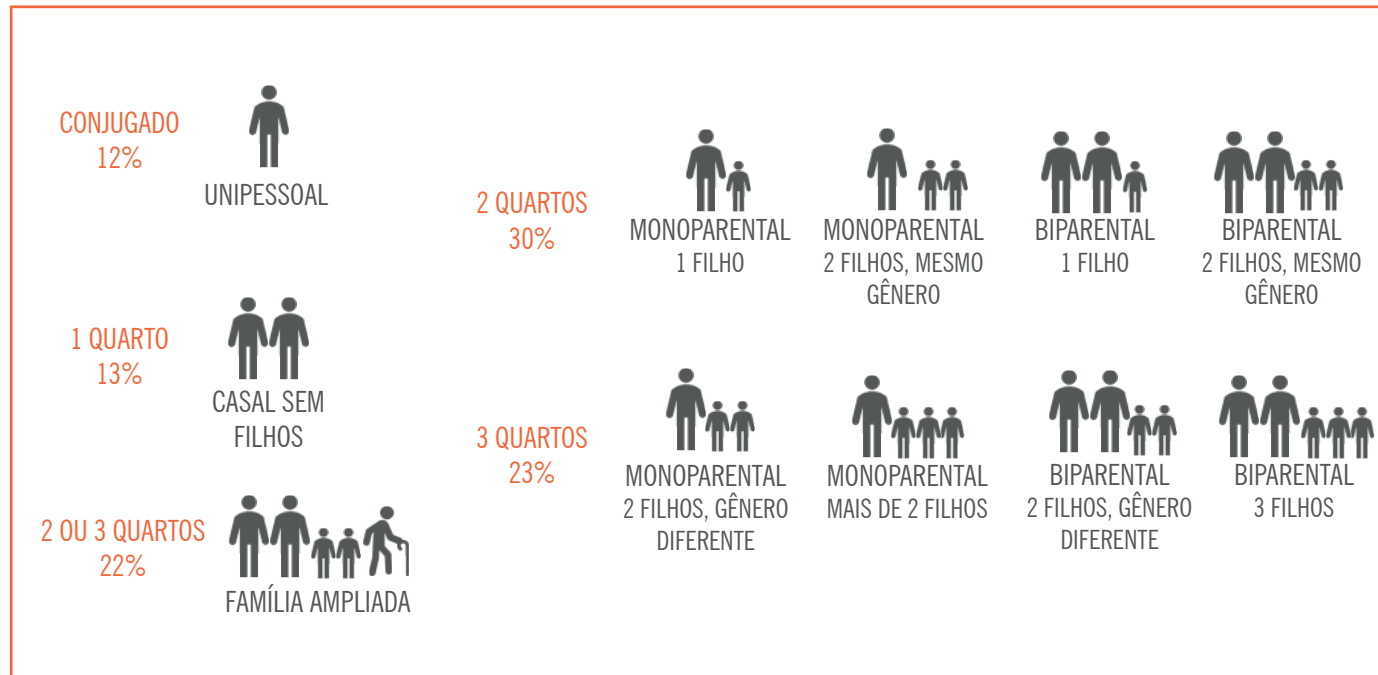 CONJUGADO
12%
UNIPESSOAL
1 QUARTO
13%
CASAL SEM
FILHOS
2 OU 3 QUARTOS
22%
FAMÍLIA AMPLIADA
2 QUARTOS
30%
MONOPARENTAL
1 FILHO
MONOPARENTAL
2 FILHOS, MESMO
GÊNERO
BIPARENTAL
1 FILHO
BIPARENTAL
2 FILHOS, MESMO
GÊNERO
3 QUARTOS
23%
MONOPARENTAL
2 FILHOS, GÊNERO
DIFERENTE
MONOPARENTAL
MAIS DE 2 FILHOS
BIPARENTAL
2 FILHOS, GÊNERO
DIFERENTE
BIPARENTAL
3 FILHOS